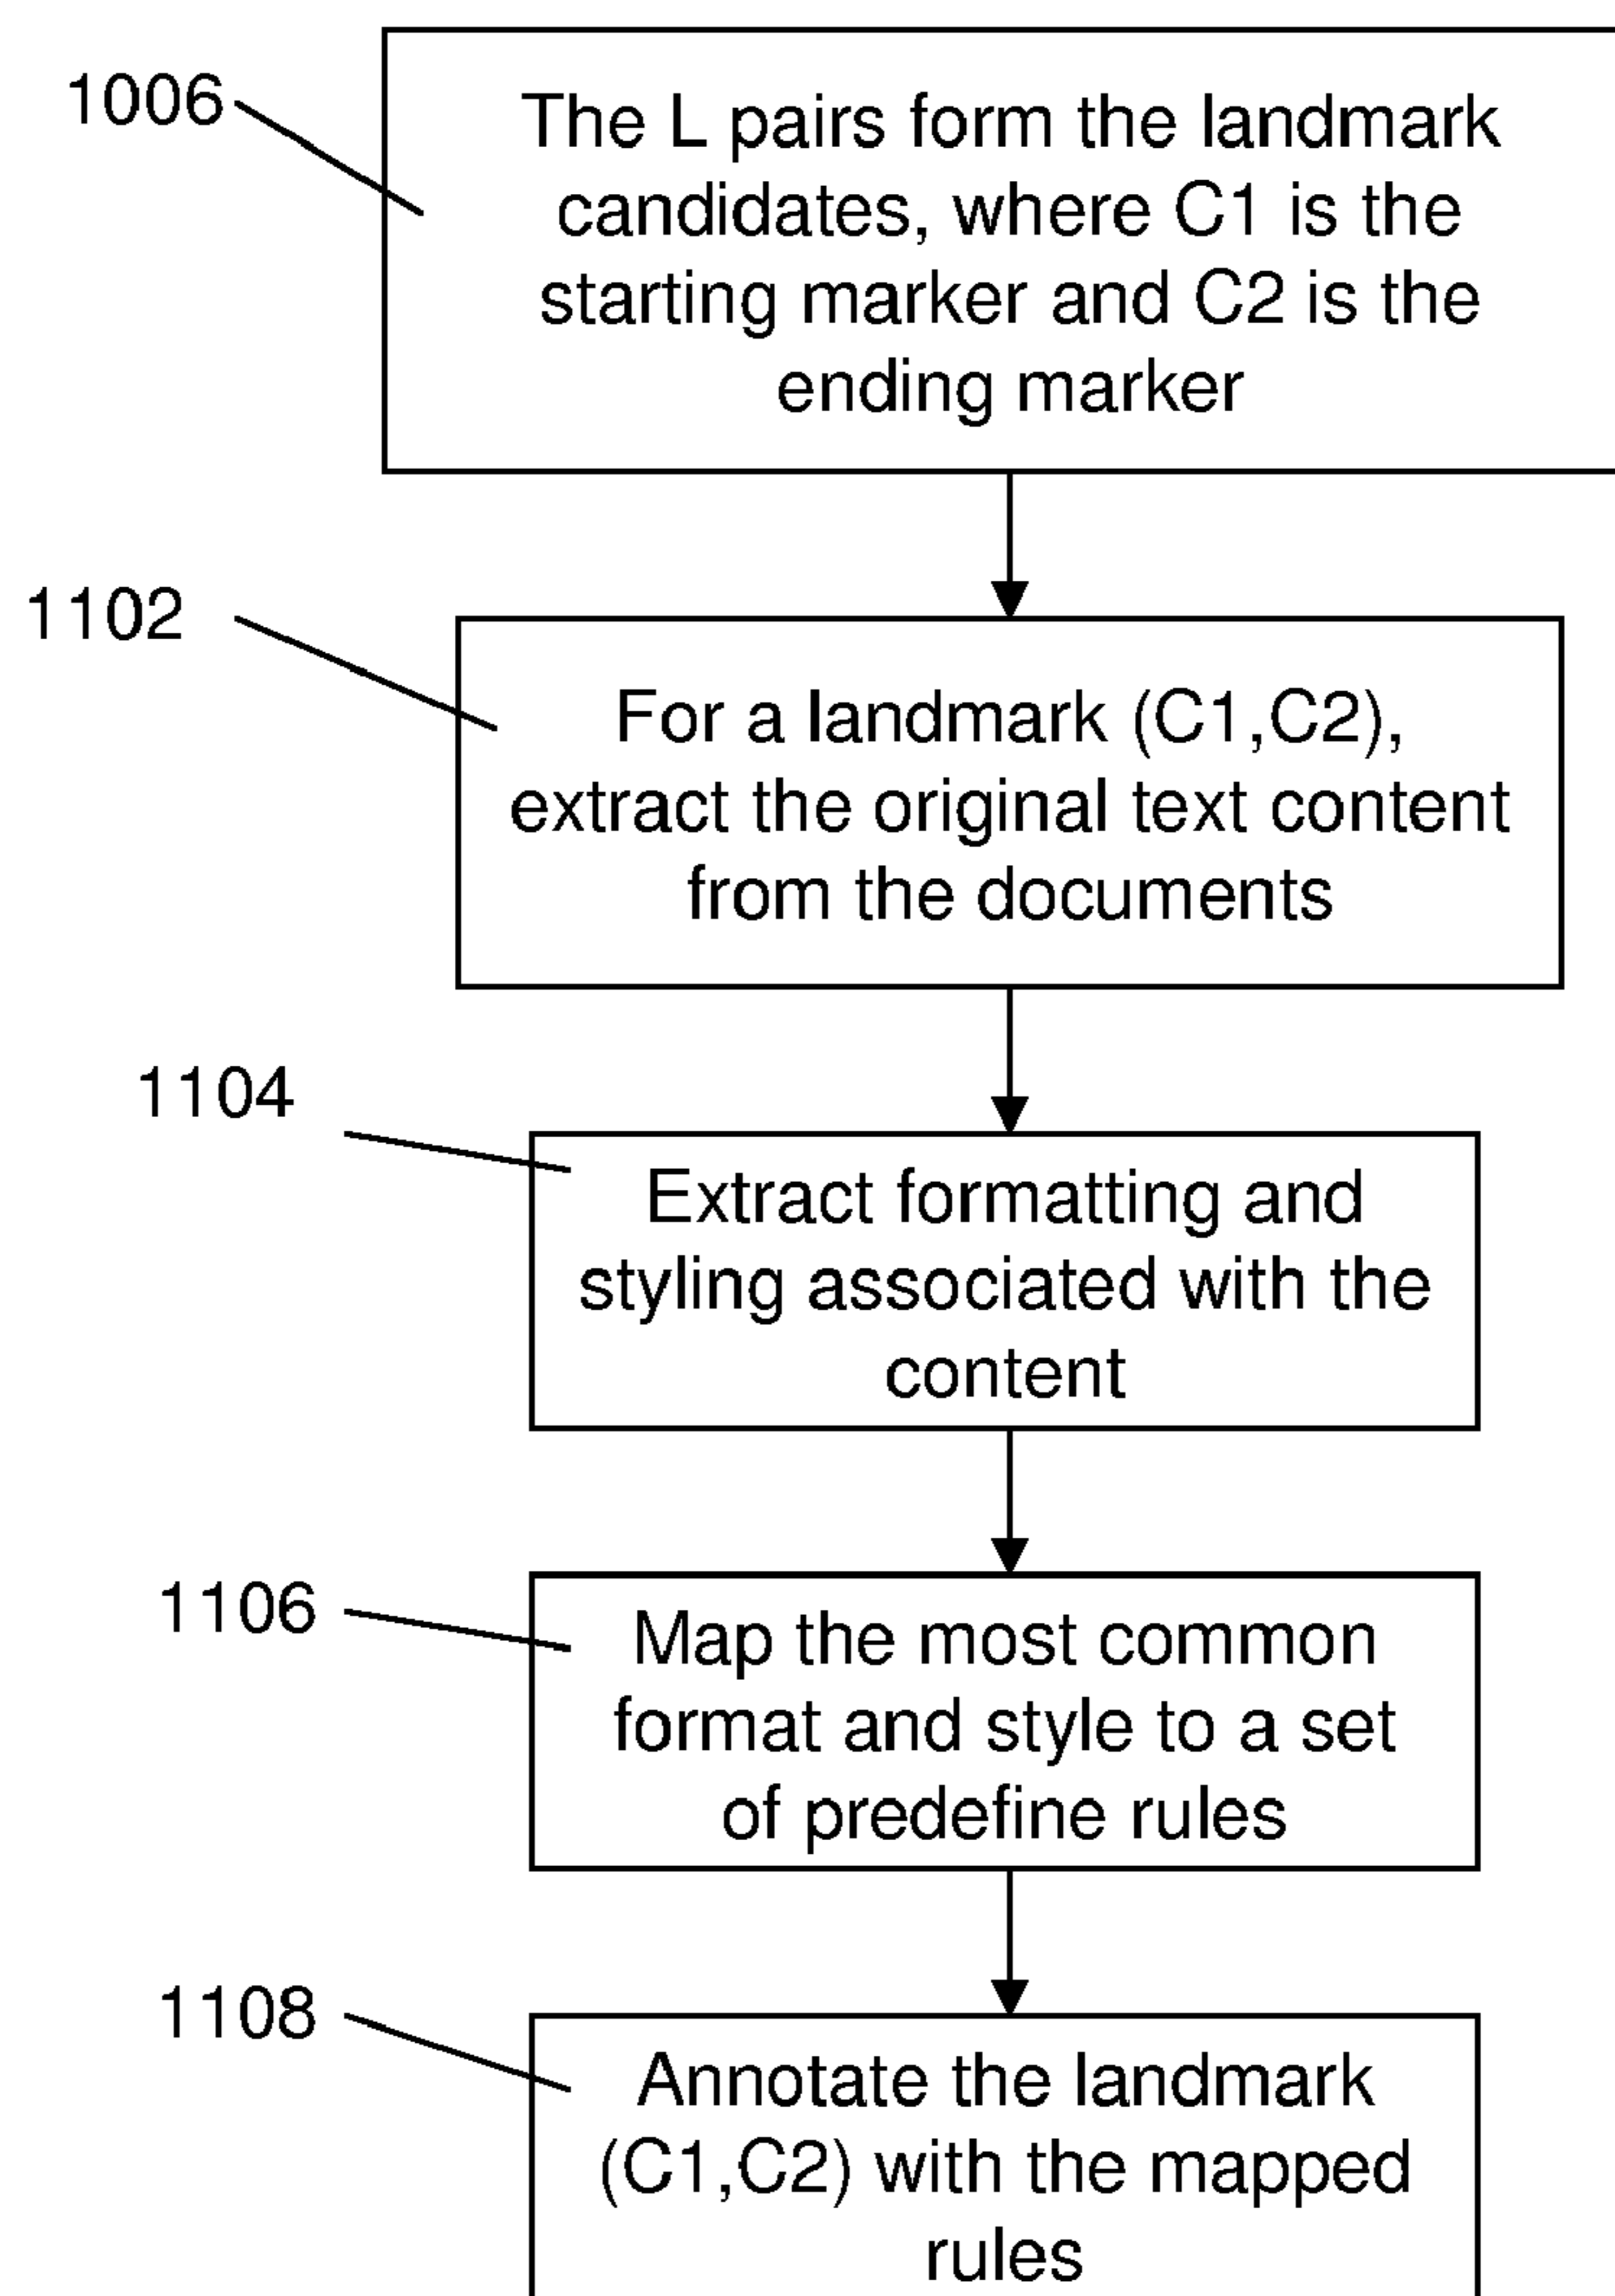 1006
The L pairs form the landmark
candidates, where C1 is the
starting marker and C2 is the
ending marker
1102
For a landmark (C1,C2),
extract the original text content
from the documents
1104
Extract formatting and
styling associated with the
content
1106
Map the most common
format and style to a set
of predefine rules
1108
Annotate the landmark
(C1,C2) with the mapped
rules